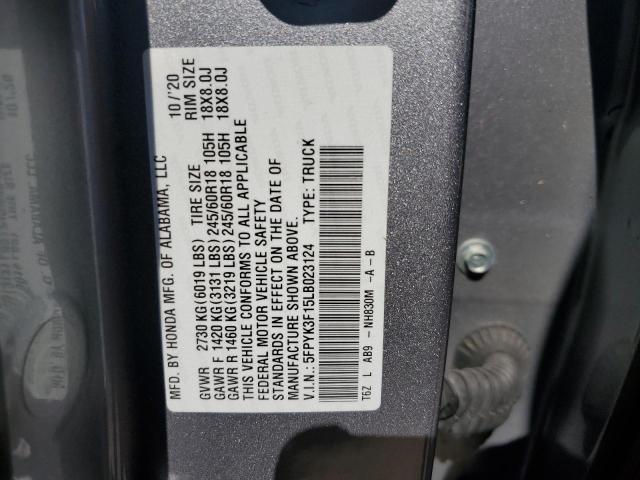 MFD. BY HONDA MFG. OF ALABAMA, LLC 10/'20
GVWR 2730 KG (6019 LBS) TIRE SIZE RIM SIZE
GAWR F 1420 KG (3131 LBS) 245/60R18 105H 18X8.0J
GAWR R 1460 KG (3219 LBS) 245/60R18 105H 18X8.0J
THIS VEHICLE CONFORMS TO ALL APPLICABLE
FEDERAL MOTOR VEHICLE SAFETY
STANDARDS IN EFFECT ON THE DATE OF
MANUFACTURE SHOWN ABOVE.
V.I.N.: 5FPYK3F15LB023124 TYPE: TRUCK
T6Z L AB9 - NH830M -A-B